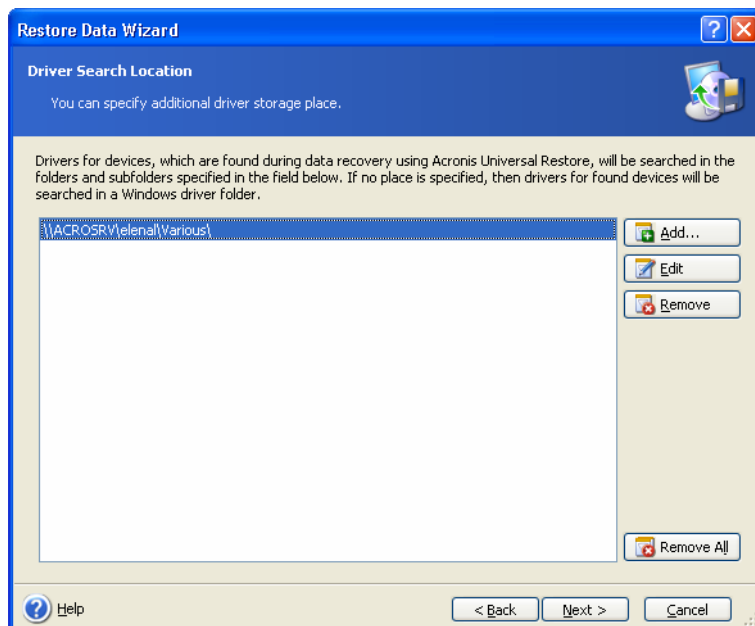 Restore Data Wizard
Driver Search Location
You can specify additional driver storage place.
Drivers for devices, which are found during data recovery using Acronis Universal Restore, will be searched in the
folders and subfolders specified in the field below. If no place is specified, then drivers for found devices will be
searched in a Windows driver folder.
\\ACROSRV\elenal\Various\
Add...
Edit
Remove
Remove All
Help
< Back
Next >
Cancel